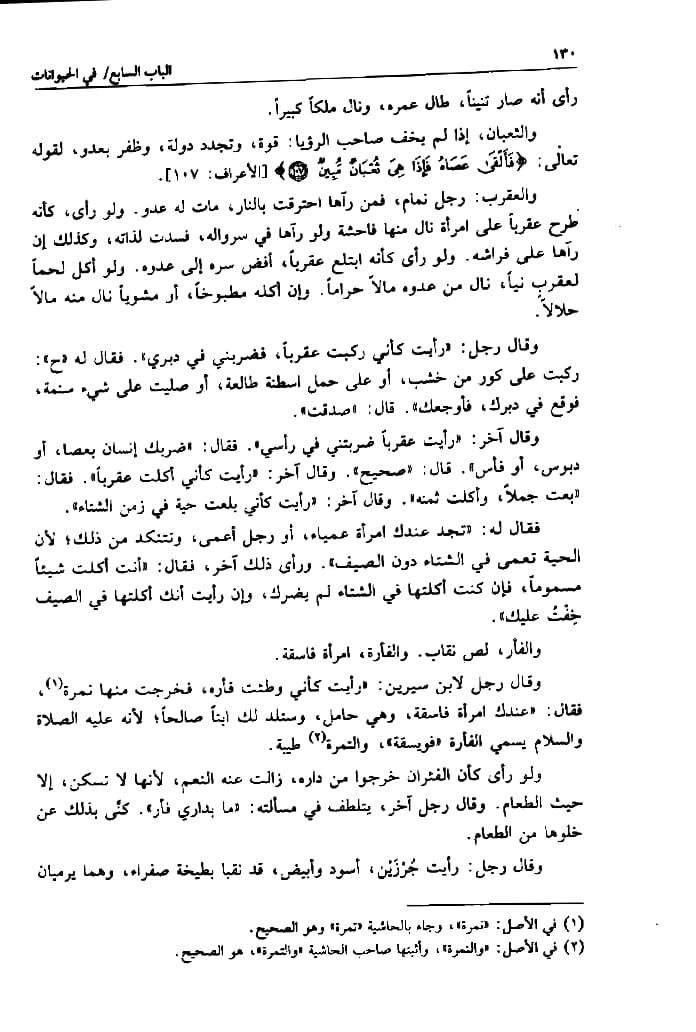 ١٣٠
الباب السابع/ في الحيوانات
رأى أنه صار تنيناً، طال عمره، ونال ملكاً كبيراً.
والثعبان، إذا لم يخف صاحب الرؤيا: قوة، وتجدد دولة، وظفر بعدو، لقوله
تعالى: ﴿فَأَلْقَىٰ عَصَاهُ فَإِذَا هِيَ ثُعْبَانٌ مُّبِينٌ ۝١٠٧﴾ [الأعراف: ١٠٧].
والعقرب: رجل نمام، فمن رآها احترقت بالنار، مات له عدو. ولو رأى، كأنه
طرح عقرباً على امرأة نال منها فاحشة ولو رآها في سرواله، فسدت لذاته، وكذلك إن
رآها على فراشه. ولو رأى كأنه ابتلع عقرباً، أفض سره إلى عدوه. ولو أكل لحماً
لعقرب نياً، نال من عدوه مالاً حراماً. وإن أكله مطبوخاً، أو مشوياً نال منه مالاً
حلالاً.
وقال رجل: «رأيت كأني ركبت عقرباً، فضربني في دبري». فقال له «ح»:
ركبت على كور من خشب، أو على حمل اسطنة طالعة، أو صليت على شيء سنمة،
فوقع في دبرك، فأوجعك». قال: «صدقت».
وقال آخر: «رأيت عقرباً ضربتني في رأسي». فقال: «ضربك إنسان بعصا، أو
دبوس، أو فأس». قال: «صحيح». وقال آخر: «رأيت كأني أكلت عقرباً». فقال:
«بعت جملاً، وأكلت ثمنه». وقال آخر: «رأيت كأني بلعت حية في زمن الشتاء».
فقال له: «تجد عندك امرأة عمياء، أو رجل أعمى، وتتنكد من ذلك؛ لأن
الحية تعمى في الشتاء دون الصيف». ورأى ذلك آخر، فقال: «أنت أكلت شيئاً
مسموماً، فإن كنت أكلتها في الشتاء لم يضرك، وإن رأيت أنك أكلتها في الصيف
خِفْتُ عليك».
والفأر، لص نقاب. والفأرة، امرأة فاسقة.
وقال رجل لابن سيرين: «رأيت كأني وطئت فأره، فخرجت منها نمرة(١)،
فقال: «عندك امرأة فاسقة، وهي حامل، وستلد لك ابناً صالحاً؛ لأنه عليه الصلاة
والسلام يسمي الفأرة «فويسقة»، والتمرة(٢) طيبة.
ولو رأى كأن الفئران خرجوا من داره، زالت عنه النعم، لأنها لا تسكن، إلا
حيث الطعام. وقال رجل آخر، يتلطف في مسألته: «ما بداري فأر». كنّى بذلك عن
خلوها من الطعام.
وقال رجل: رأيت جُرْزَيْن، أسود وأبيض، قد نقبا بطيخة صفراء، وهما يرميان
(١) في الأصل: «نمرة»، وجاء بالحاشية «تمرة» وهو الصحيح.
(٢) في الأصل: «والنمرة»، وأثبتها صاحب الحاشية «والتمرة»، هو الصحيح.